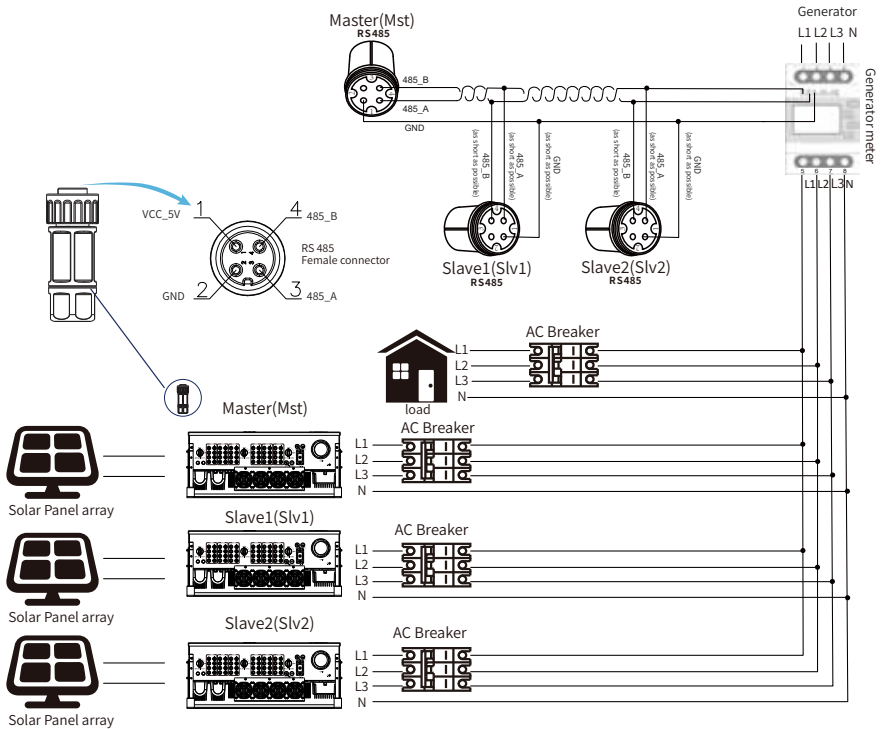 Generator
L1 L2 L3 N
Generator meter
5 6 7 8
L1 L2 L3 N
Master(Mst)
RS485
485_B
485_A
GND
485_B
(as short as possible)
485_A
(as short as possible)
GND
(as short as possible)
485_B
(as short as possible)
485_A
(as short as possible)
GND
(as short as possible)
Slave1(Slv1)
RS485
Slave2(Slv2)
RS485
VCC_5V
1
4
485_B
RS 485
Female connector
GND
2
3
485_A
AC Breaker
L1
L2
L3
N
load
Master(Mst)
AC Breaker
L1
L2
L3
N
Solar Panel array
Slave1(Slv1)
AC Breaker
L1
L2
L3
N
Solar Panel array
Slave2(Slv2)
AC Breaker
L1
L2
L3
N
Solar Panel array